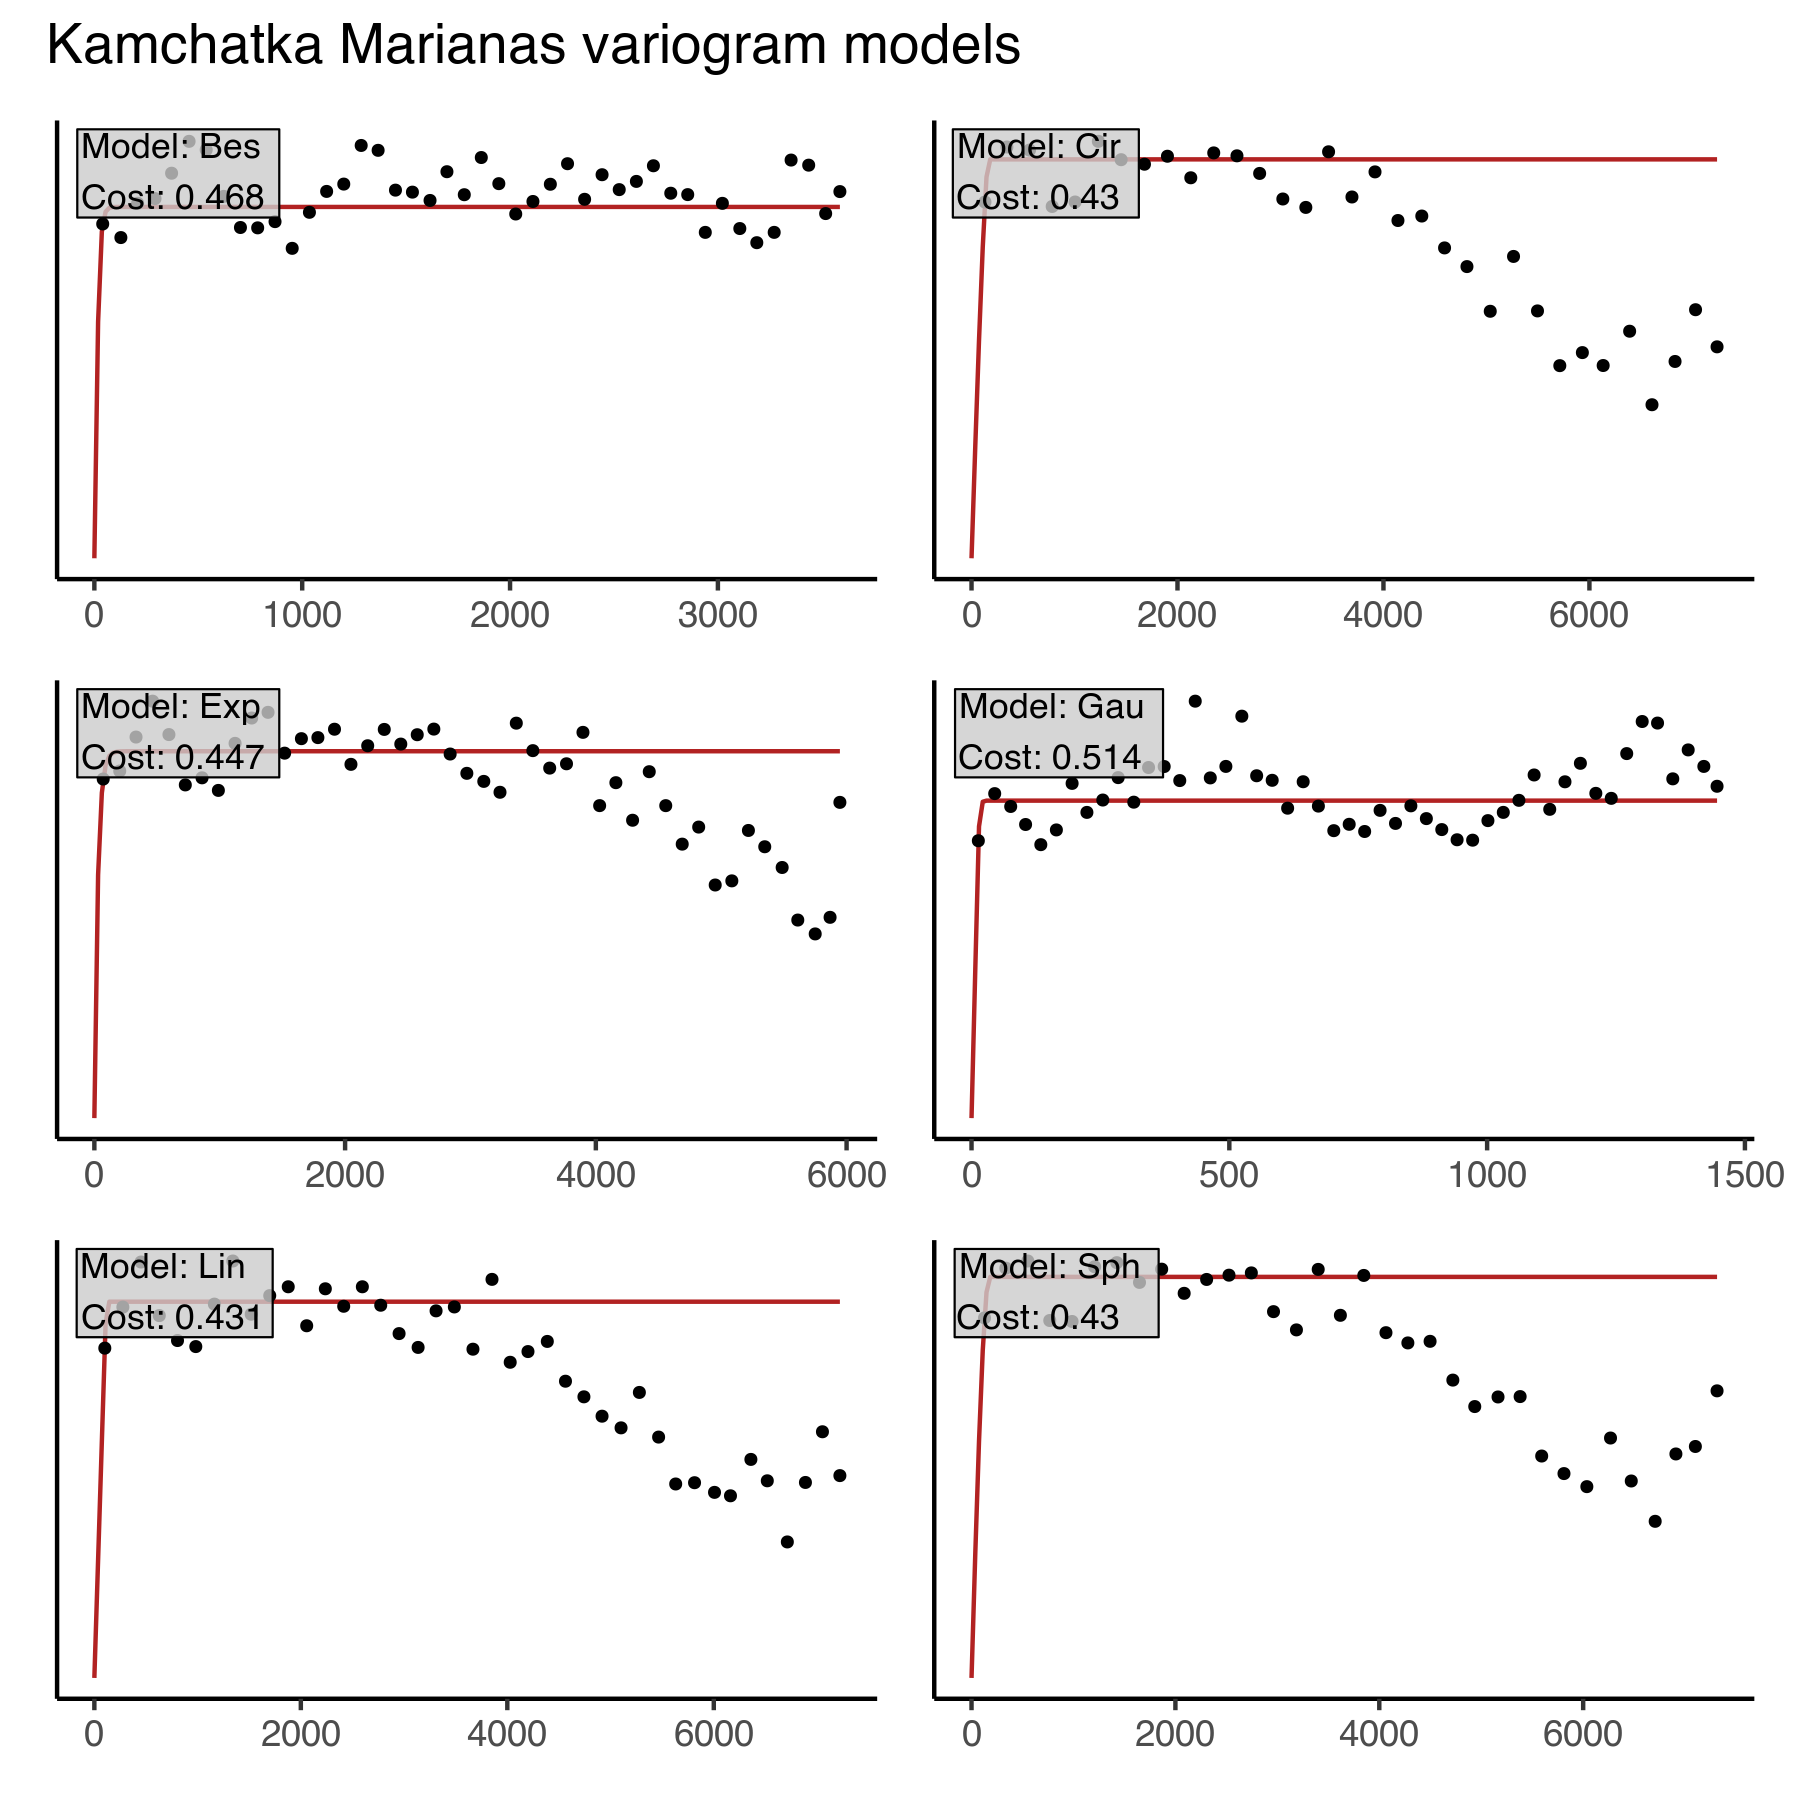 Kamchatka Marianas variogram models
Model: Bes
Cost: 0.468
0 1000 2000 3000
Model: Cir
Cost: 0.43
0 2000 4000 6000
Model: Exp
Cost: 0.447
0 2000 4000 6000
Model: Gau
Cost: 0.514
0 500 1000 1500
Model: Lin
Cost: 0.431
0 2000 4000 6000
Model: Sph
Cost: 0.43
0 2000 4000 6000